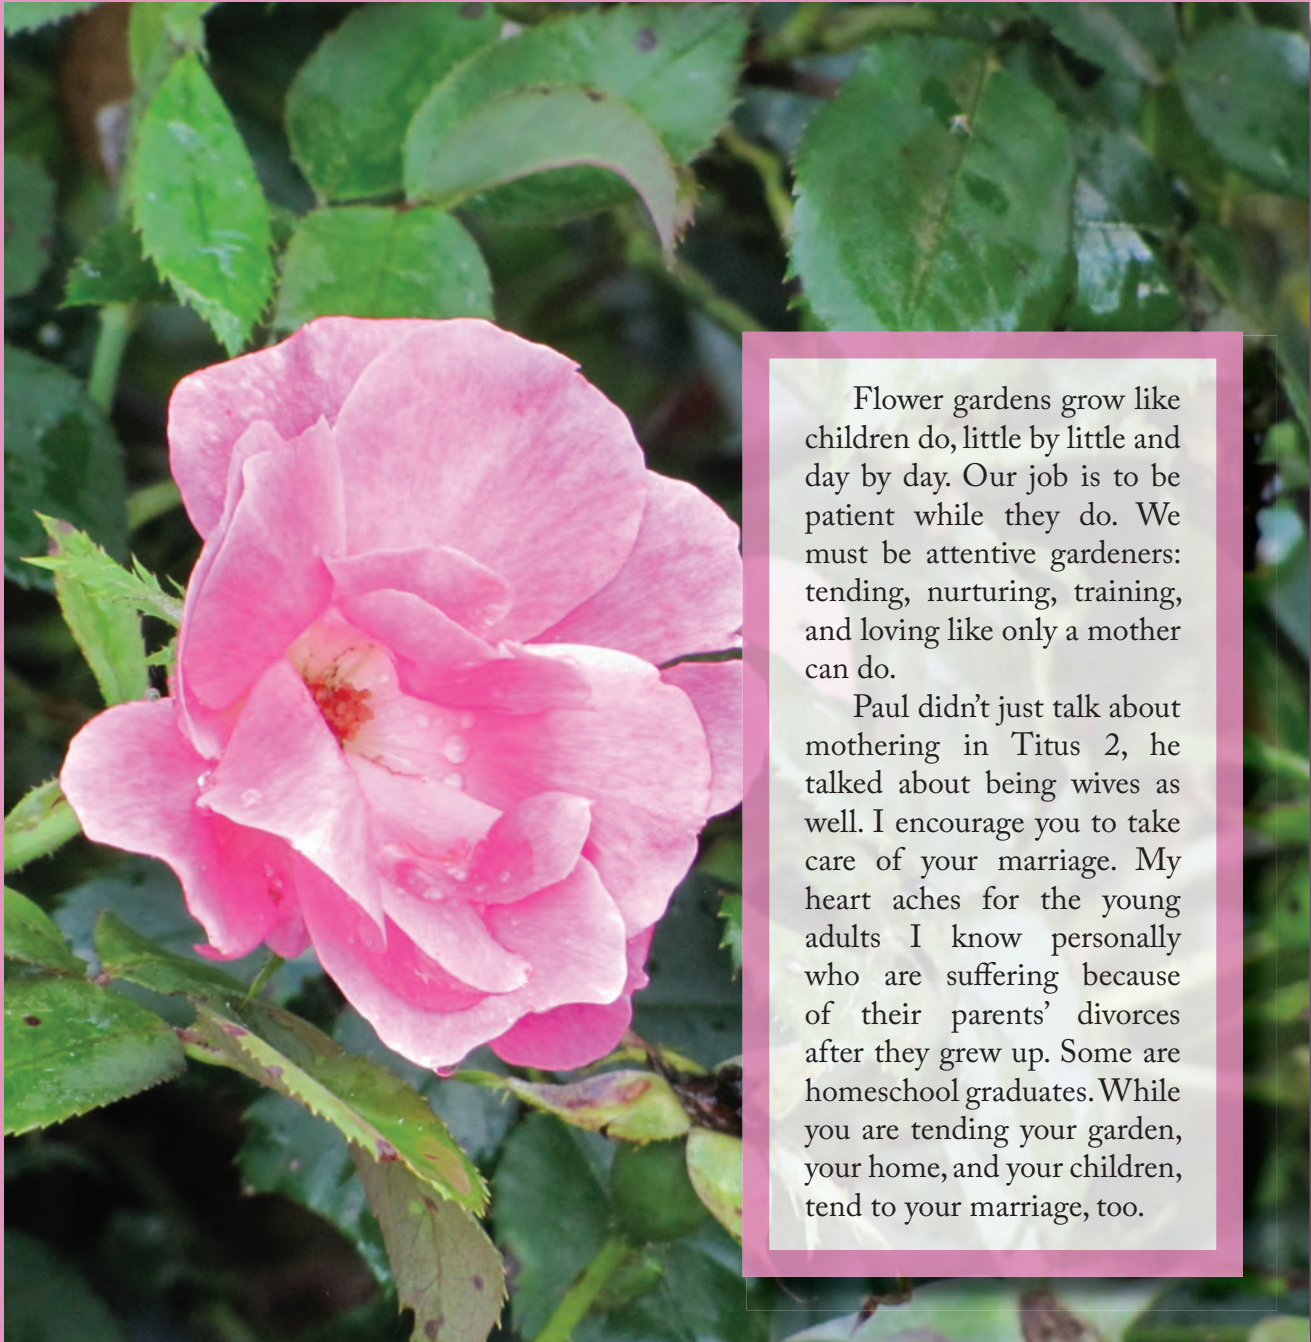 Flower gardens grow like
children do, little by little and
day by day. Our job is to be
patient while they do. We
must be attentive gardeners:
tending, nurturing, training,
and loving like only a mother
can do.
Paul didn’t just talk about
mothering in Titus 2, he
talked about being wives as
well. I encourage you to take
care of your marriage. My
heart aches for the young
adults I know personally
who are suffering because
of their parents’ divorces
after they grew up. Some are
homeschool graduates. While
you are tending your garden,
your home, and your children,
tend to your marriage, too.